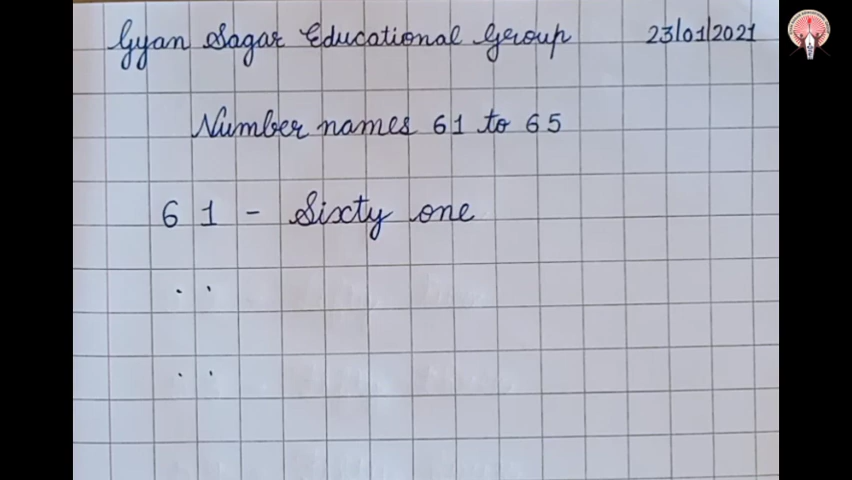 Gyan Sagar Educational Group 23/01/2021
Number names 61 to 65
61 - Sixty one